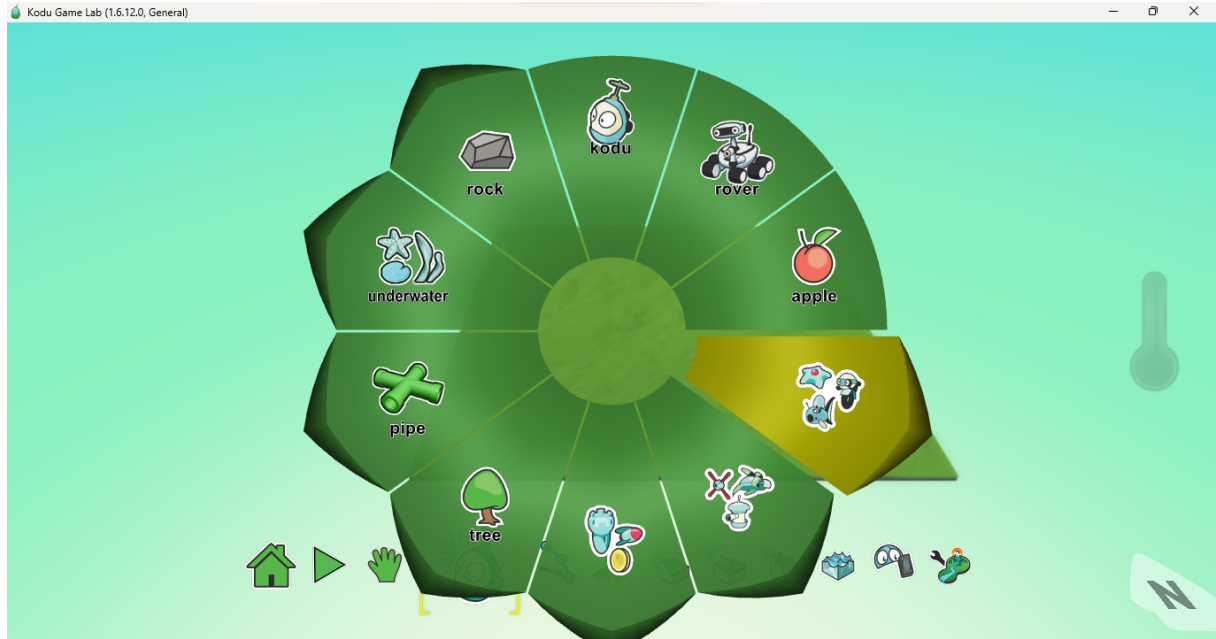 Kodu Game Lab (1.6.12.0, General)
kodu
rock
rover
underwater
apple
pipe
tree
N